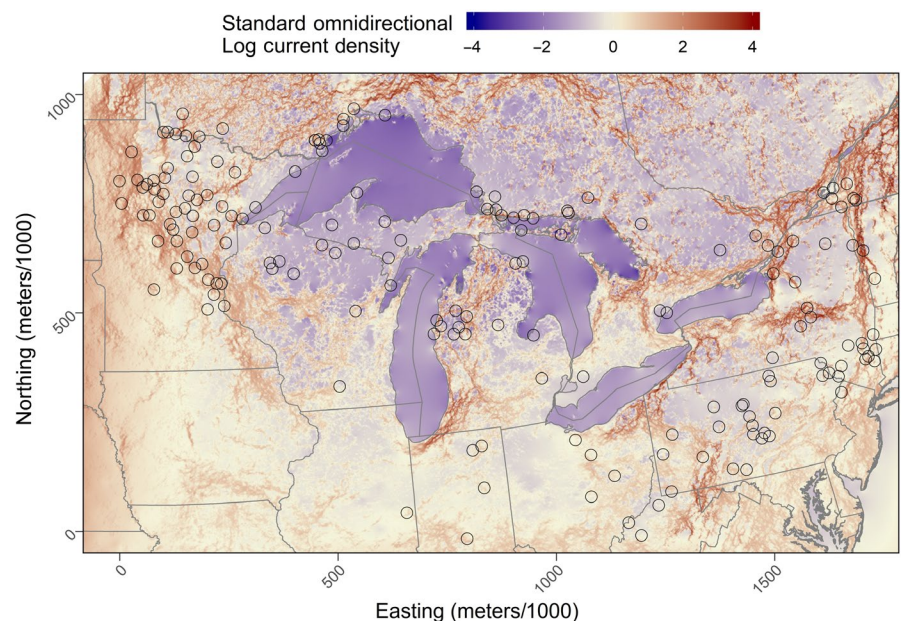 Standard omnidirectional
Log current density
−4 −2 0 2 4
Northing (meters/1000)
1000
500
0
0 500 1000 1500
Easting (meters/1000)